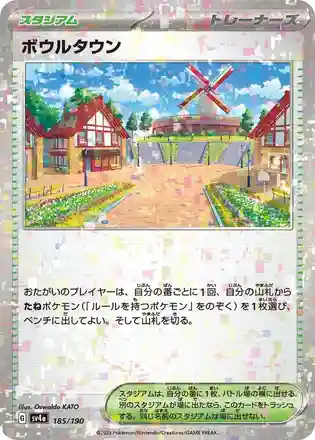 スタジアム トレーナーズ
ボウルタウン
おたがいのプレイヤーは、自分の番ごとに1回、自分の山札から
たねポケモン(「ルールを持つポケモン」をのぞく)を1枚選び、
ベンチに出してよい。そして山札を切る。
スタジアムは、自分の番に1枚、バトル場の横に出せる。
別のスタジアムが場に出たなら、このカードをトラッシュ
する。同じ名前のスタジアムは場に出せない。
Illus. Oswaldo KATO
G sv4a 185/190
©2023 Pokémon/Nintendo/Creatures/GAME FREAK.